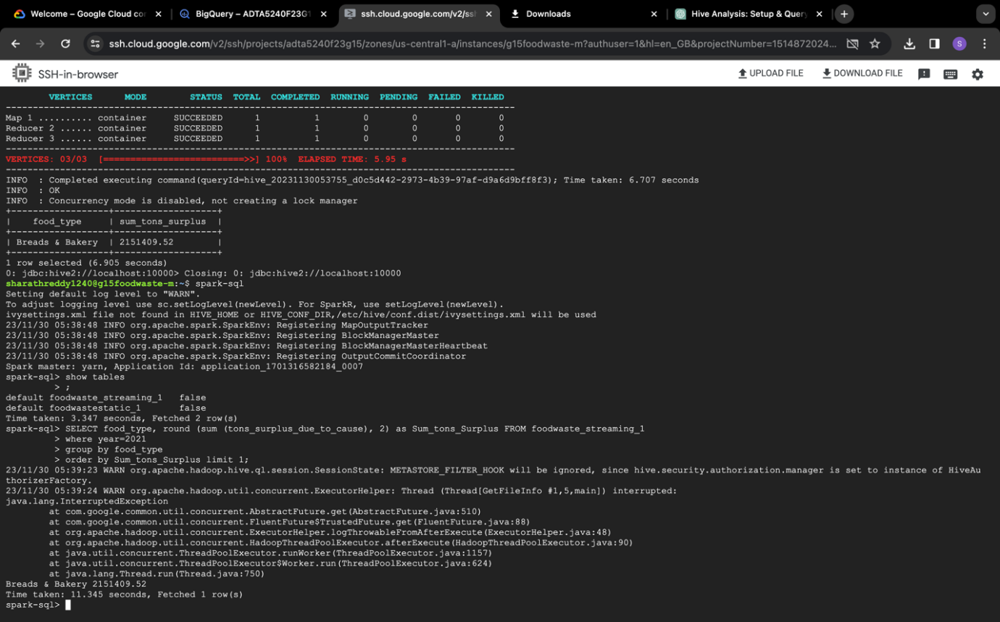 Welcome – Google Cloud con
BigQuery – ADTA5240F23G1
ssh.cloud.google.com/v2/ssh
Downloads
Hive Analysis: Setup & Query
ssh.cloud.google.com/v2/ssh/projects/adta5240f23g15/zones/us-central1-a/instances/g15foodwaste-m?authuser=1&hl=en_GB&projectNumber=1514872024...
S
SSH-in-browser
UPLOAD FILE
DOWNLOAD FILE
VERTICES MODE STATUS TOTAL COMPLETED RUNNING PENDING FAILED KILLED
----------------------------------------------------------------------------------------------
Map 1 .......... container SUCCEEDED 1 1 0 0 0 0
Reducer 2 ...... container SUCCEEDED 1 1 0 0 0 0
Reducer 3 ...... container SUCCEEDED 1 1 0 0 0 0
----------------------------------------------------------------------------------------------
VERTICES: 03/03 [==========================>>] 100% ELAPSED TIME: 5.95 s
----------------------------------------------------------------------------------------------
INFO : Completed executing command(queryId=hive_20231130053755_d0c5d442-2973-4b39-97af-d9a6d9bff8f3); Time taken: 6.707 seconds
INFO : OK
INFO : Concurrency mode is disabled, not creating a lock manager
+------------------+-------------------+
| food_type | sum_tons_surplus |
+------------------+-------------------+
| Breads & Bakery | 2151409.52 |
+------------------+-------------------+
1 row selected (6.905 seconds)
0: jdbc:hive2://localhost:10000> Closing: 0: jdbc:hive2://localhost:10000
sharathreddy1240@g15foodwaste-m:~$ spark-sql
Setting default log level to "WARN".
To adjust logging level use sc.setLogLevel(newLevel). For SparkR, use setLogLevel(newLevel).
ivysettings.xml file not found in HIVE_HOME or HIVE_CONF_DIR,/etc/hive/conf.dist/ivysettings.xml will be used
23/11/30 05:38:48 INFO org.apache.spark.SparkEnv: Registering MapOutputTracker
23/11/30 05:38:48 INFO org.apache.spark.SparkEnv: Registering BlockManagerMaster
23/11/30 05:38:48 INFO org.apache.spark.SparkEnv: Registering BlockManagerMasterHeartbeat
23/11/30 05:38:48 INFO org.apache.spark.SparkEnv: Registering OutputCommitCoordinator
Spark master: yarn, Application Id: application_1701316582184_0007
spark-sql> show tables
> ;
default foodwaste_streaming_1 false
default foodwastestatic_1 false
Time taken: 3.347 seconds, Fetched 2 row(s)
spark-sql> SELECT food_type, round (sum (tons_surplus_due_to_cause), 2) as Sum_tons_Surplus FROM foodwaste_streaming_1
> where year=2021
> group by food_type
> order by Sum_tons_Surplus limit 1;
23/11/30 05:39:23 WARN org.apache.hadoop.hive.ql.session.SessionState: METASTORE_FILTER_HOOK will be ignored, since hive.security.authorization.manager is set to instance of HiveAu
thorizerFactory.
23/11/30 05:39:24 WARN org.apache.hadoop.util.concurrent.ExecutorHelper: Thread (Thread[GetFileInfo #1,5,main]) interrupted:
java.lang.InterruptedException
at com.google.common.util.concurrent.AbstractFuture.get(AbstractFuture.java:510)
at com.google.common.util.concurrent.FluentFuture$TrustedFuture.get(FluentFuture.java:88)
at org.apache.hadoop.util.concurrent.ExecutorHelper.logThrowableFromAfterExecute(ExecutorHelper.java:48)
at org.apache.hadoop.util.concurrent.HadoopThreadPoolExecutor.afterExecute(HadoopThreadPoolExecutor.java:90)
at java.util.concurrent.ThreadPoolExecutor.runWorker(ThreadPoolExecutor.java:1157)
at java.util.concurrent.ThreadPoolExecutor$Worker.run(ThreadPoolExecutor.java:624)
at java.lang.Thread.run(Thread.java:750)
Breads & Bakery 2151409.52
Time taken: 11.345 seconds, Fetched 1 row(s)
spark-sql>